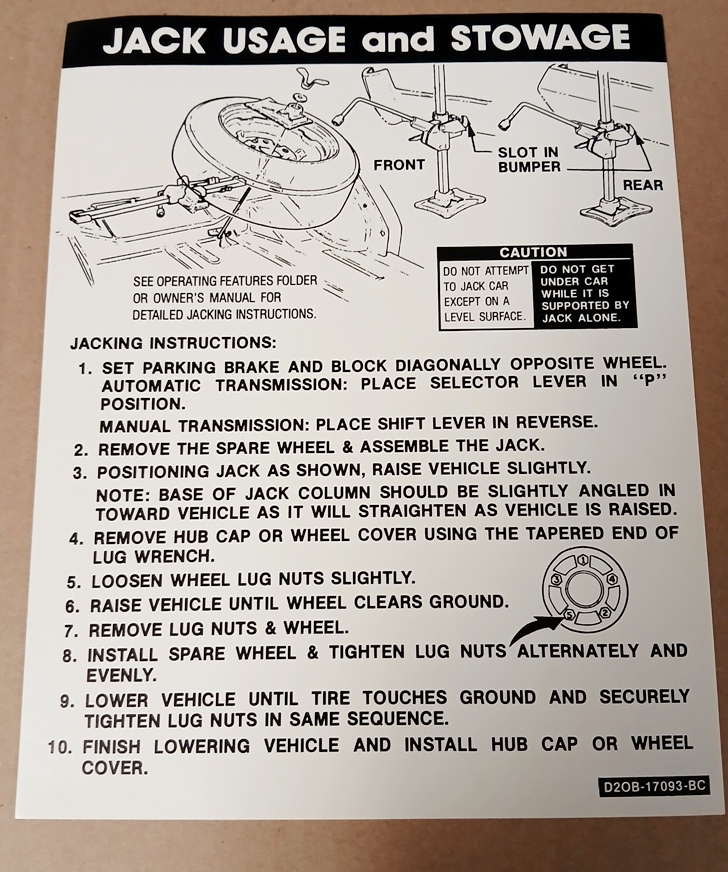 JACK USAGE and STOWAGE
FRONT
SLOT IN
BUMPER
REAR
SEE OPERATING FEATURES FOLDER
OR OWNER'S MANUAL FOR
DETAILED JACKING INSTRUCTIONS.
CAUTION
DO NOT ATTEMPT
TO JACK CAR
EXCEPT ON A
LEVEL SURFACE.
DO NOT GET
UNDER CAR
WHILE IT IS
SUPPORTED BY
JACK ALONE.
JACKING INSTRUCTIONS:
1. SET PARKING BRAKE AND BLOCK DIAGONALLY OPPOSITE WHEEL.
AUTOMATIC TRANSMISSION: PLACE SELECTOR LEVER IN "P"
POSITION.
MANUAL TRANSMISSION: PLACE SHIFT LEVER IN REVERSE.
2. REMOVE THE SPARE WHEEL & ASSEMBLE THE JACK.
3. POSITIONING JACK AS SHOWN, RAISE VEHICLE SLIGHTLY.
NOTE: BASE OF JACK COLUMN SHOULD BE SLIGHTLY ANGLED IN
TOWARD VEHICLE AS IT WILL STRAIGHTEN AS VEHICLE IS RAISED.
4. REMOVE HUB CAP OR WHEEL COVER USING THE TAPERED END OF
LUG WRENCH.
5. LOOSEN WHEEL LUG NUTS SLIGHTLY.
6. RAISE VEHICLE UNTIL WHEEL CLEARS GROUND.
7. REMOVE LUG NUTS & WHEEL.
1
3
4
5
2
8. INSTALL SPARE WHEEL & TIGHTEN LUG NUTS ALTERNATELY AND
EVENLY.
9. LOWER VEHICLE UNTIL TIRE TOUCHES GROUND AND SECURELY
TIGHTEN LUG NUTS IN SAME SEQUENCE.
10. FINISH LOWERING VEHICLE AND INSTALL HUB CAP OR WHEEL
COVER.
D2OB-17093-BC